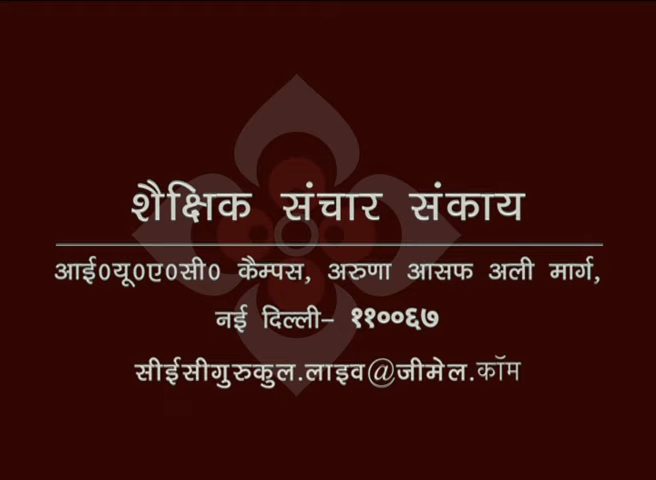 शैक्षिक संचार संकाय
आई०यू०ए०सी० कैम्पस, अरुणा आसफ अली मार्ग,
नई दिल्ली- ११००६७
सीईसीगुरुकुल.लाइव@जीमेल.कॉम